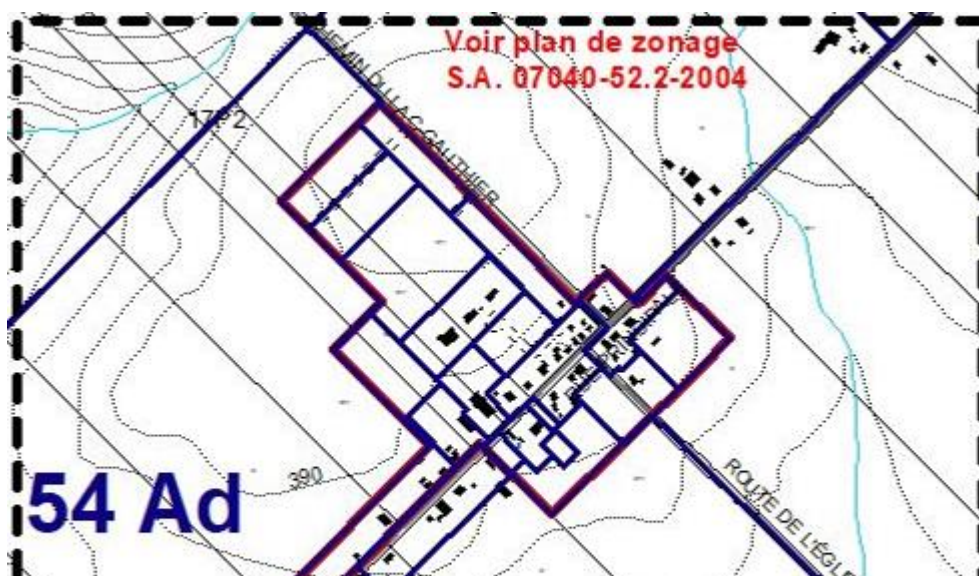 Voir plan de zonage
S.A. 07040-52.2-2004
CHEMIN DU LAC GAUTHIER
390
54 Ad
ROUTE DE L'ÉGL